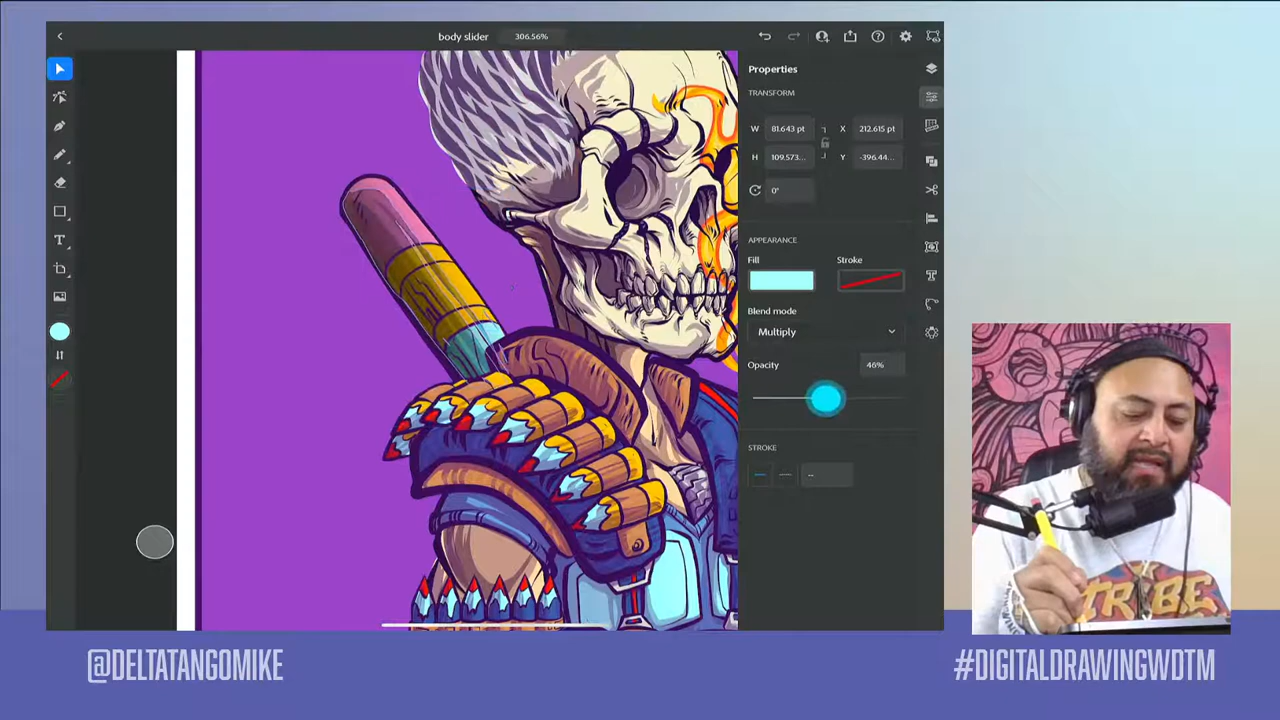 body slider 306.56%
Properties
TRANSFORM
W 81.643 pt X 212.615 pt
H 109.573... Y -396.44...
0°
APPEARANCE
Fill Stroke
Blend mode
Multiply
Opacity 46%
STROKE
--
TRIBE
@DELTATANGOMIKE
#DIGITALDRAWINGWDTM